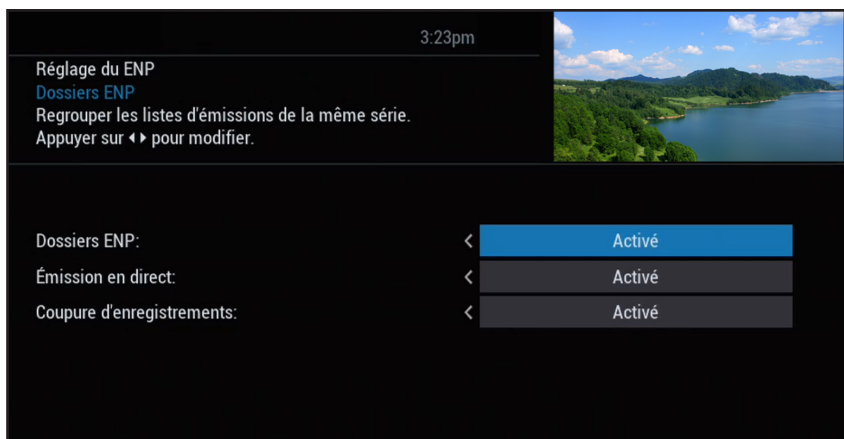 3:23pm
Réglage du ENP
Dossiers ENP
Regrouper les listes d'émissions de la même série.
Appuyer sur ◀ ▶ pour modifier.
Dossiers ENP: < Activé
Émission en direct: < Activé
Coupure d'enregistrements: < Activé